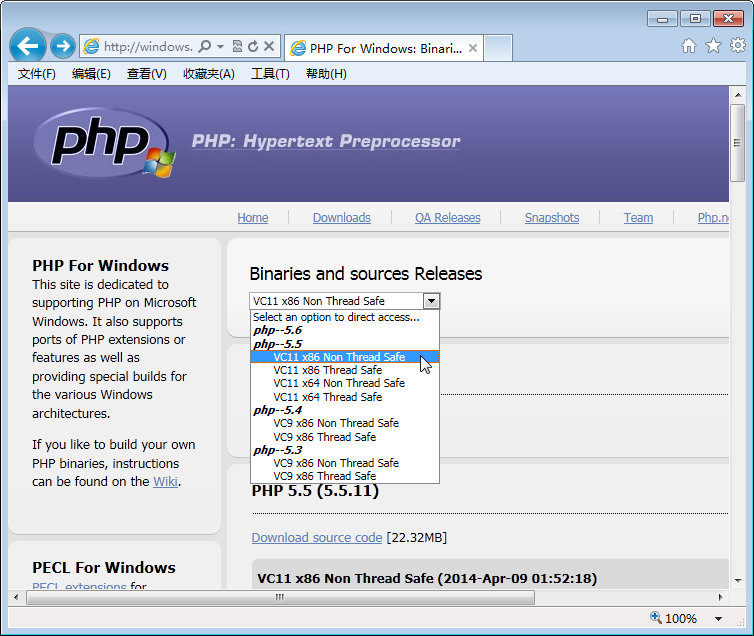 http://windows.
PHP For Windows: Binari...
文件(F) 编辑(E) 查看(V) 收藏夹(A) 工具(T) 帮助(H)
php
PHP: Hypertext Preprocessor
Home Downloads QA Releases Snapshots Team Php.n
PHP For Windows
This site is dedicated to
supporting PHP on Microsoft
Windows. It also supports
ports of PHP extensions or
features as well as
providing special builds for
the various Windows
architectures.
If you like to build your own
PHP binaries, instructions
can be found on the Wiki.
PECL For Windows
PECL extensions for
Binaries and sources Releases
VC11 x86 Non Thread Safe
Select an option to direct access...
php--5.6
php--5.5
VC11 x86 Non Thread Safe
VC11 x86 Thread Safe
VC11 x64 Non Thread Safe
VC11 x64 Thread Safe
php--5.4
VC9 x86 Non Thread Safe
VC9 x86 Thread Safe
php--5.3
VC9 x86 Non Thread Safe
VC9 x86 Thread Safe
PHP 5.5 (5.5.11)
Download source code [22.32MB]
VC11 x86 Non Thread Safe (2014-Apr-09 01:52:18)
100%